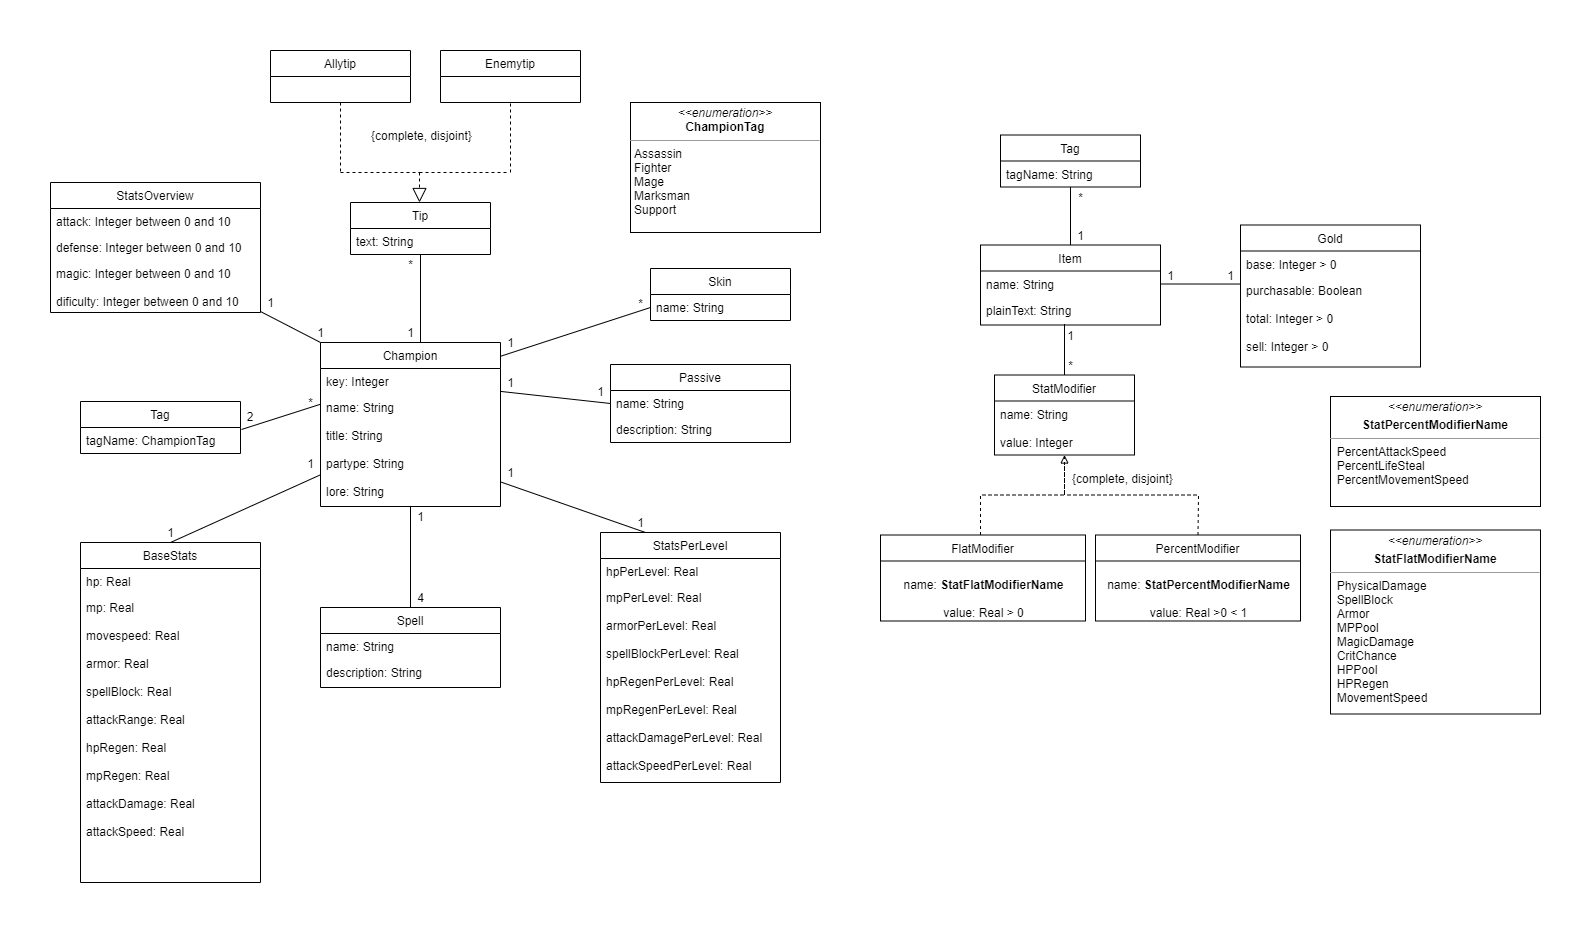 Allytip
Enemytip
{complete, disjoint}
<<enumeration>>
ChampionTag
Assassin
Fighter
Mage
Marksman
Support
StatsOverview
attack: Integer between 0 and 10
defense: Integer between 0 and 10
magic: Integer between 0 and 10
dificulty: Integer between 0 and 10
1
1
Tip
text: String
*
1
Skin
name: String
*
1
Champion
key: Integer
name: String
title: String
partype: String
lore: String
Passive
name: String
description: String
1
1
Tag
tagName: ChampionTag
2
*
1
1
BaseStats
hp: Real
mp: Real
movespeed: Real
armor: Real
spellBlock: Real
attackRange: Real
hpRegen: Real
mpRegen: Real
attackDamage: Real
attackSpeed: Real
1
4
Spell
name: String
description: String
1
1
StatsPerLevel
hpPerLevel: Real
mpPerLevel: Real
armorPerLevel: Real
spellBlockPerLevel: Real
hpRegenPerLevel: Real
mpRegenPerLevel: Real
attackDamagePerLevel: Real
attackSpeedPerLevel: Real
Tag
tagName: String
*
1
Item
name: String
plainText: String
1
1
Gold
base: Integer > 0
purchasable: Boolean
total: Integer > 0
sell: Integer > 0
1
*
StatModifier
name: String
value: Integer
{complete, disjoint}
FlatModifier
name: StatFlatModifierName
value: Real > 0
PercentModifier
name: StatPercentModifierName
value: Real >0 < 1
<<enumeration>>
StatPercentModifierName
PercentAttackSpeed
PercentLifeSteal
PercentMovementSpeed
<<enumeration>>
StatFlatModifierName
PhysicalDamage
SpellBlock
Armor
MPPool
MagicDamage
CritChance
HPPool
HPRegen
MovementSpeed